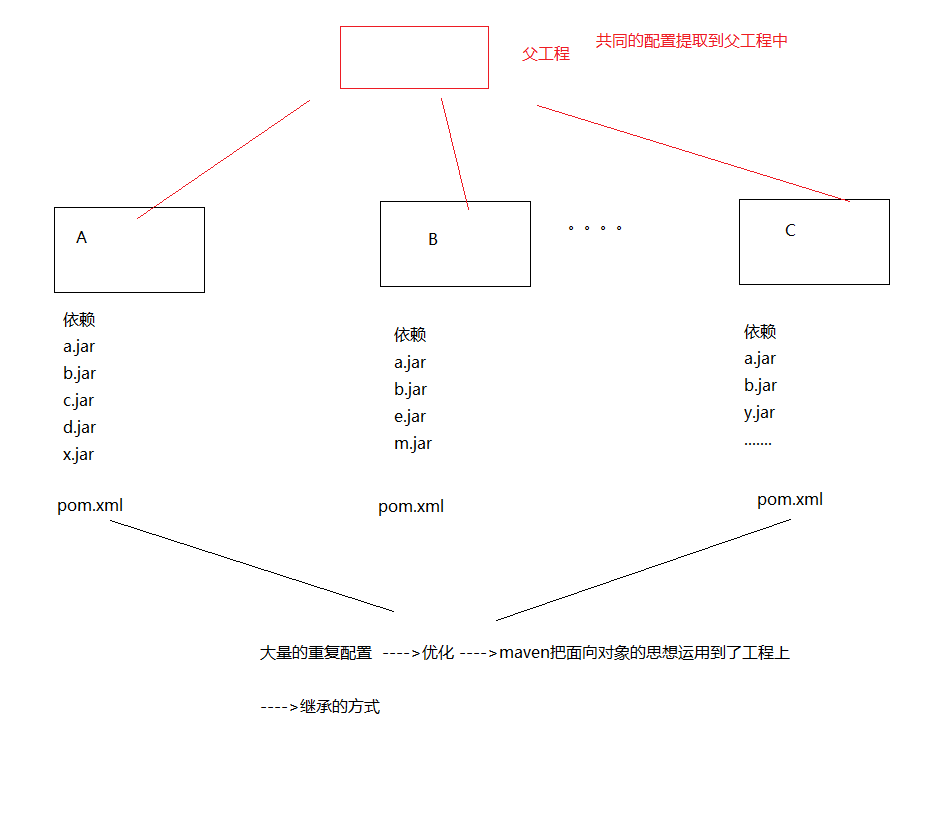 共同的配置提取到父工程中
父工程
A
B
。。。。
C
依赖
a.jar
b.jar
c.jar
d.jar
x.jar
pom.xml
依赖
a.jar
b.jar
e.jar
m.jar
pom.xml
依赖
a.jar
b.jar
y.jar
.......
pom.xml
大量的重复配置 ---->优化 ---->maven把面向对象的思想运用到了工程上
---->继承的方式